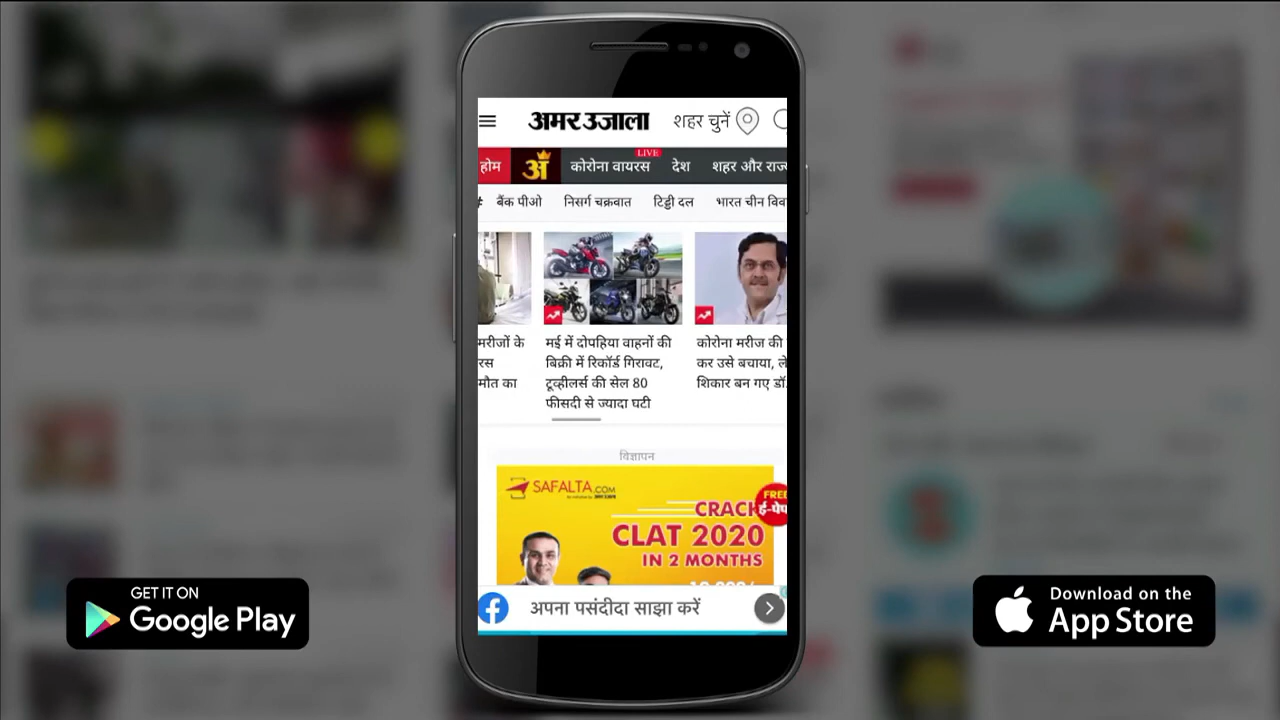 अमर उजाला
शहर चुनें
होम
अ
कोरोना वायरस
LIVE
देश
शहर और राज्
#
बैंक पीओ
निसर्ग चक्रवात
टिड्डी दल
भारत चीन विवा
मरीजों के
रस
मौत का
मई में दोपहिया वाहनों की
बिक्री में रिकॉर्ड गिरावट,
टूव्हीलर्स की सेल 80
फीसदी से ज्यादा घटी
कोरोना मरीज की
कर उसे बचाया, ले
शिकार बन गए डॉ.
विज्ञापन
SAFALTA.COM
CRACK
CLAT 2020
IN 2 MONTHS
FREE
ई-पेप
अपना पसंदीदा साझा करें
GET IT ON
Google Play
Download on the
App Store